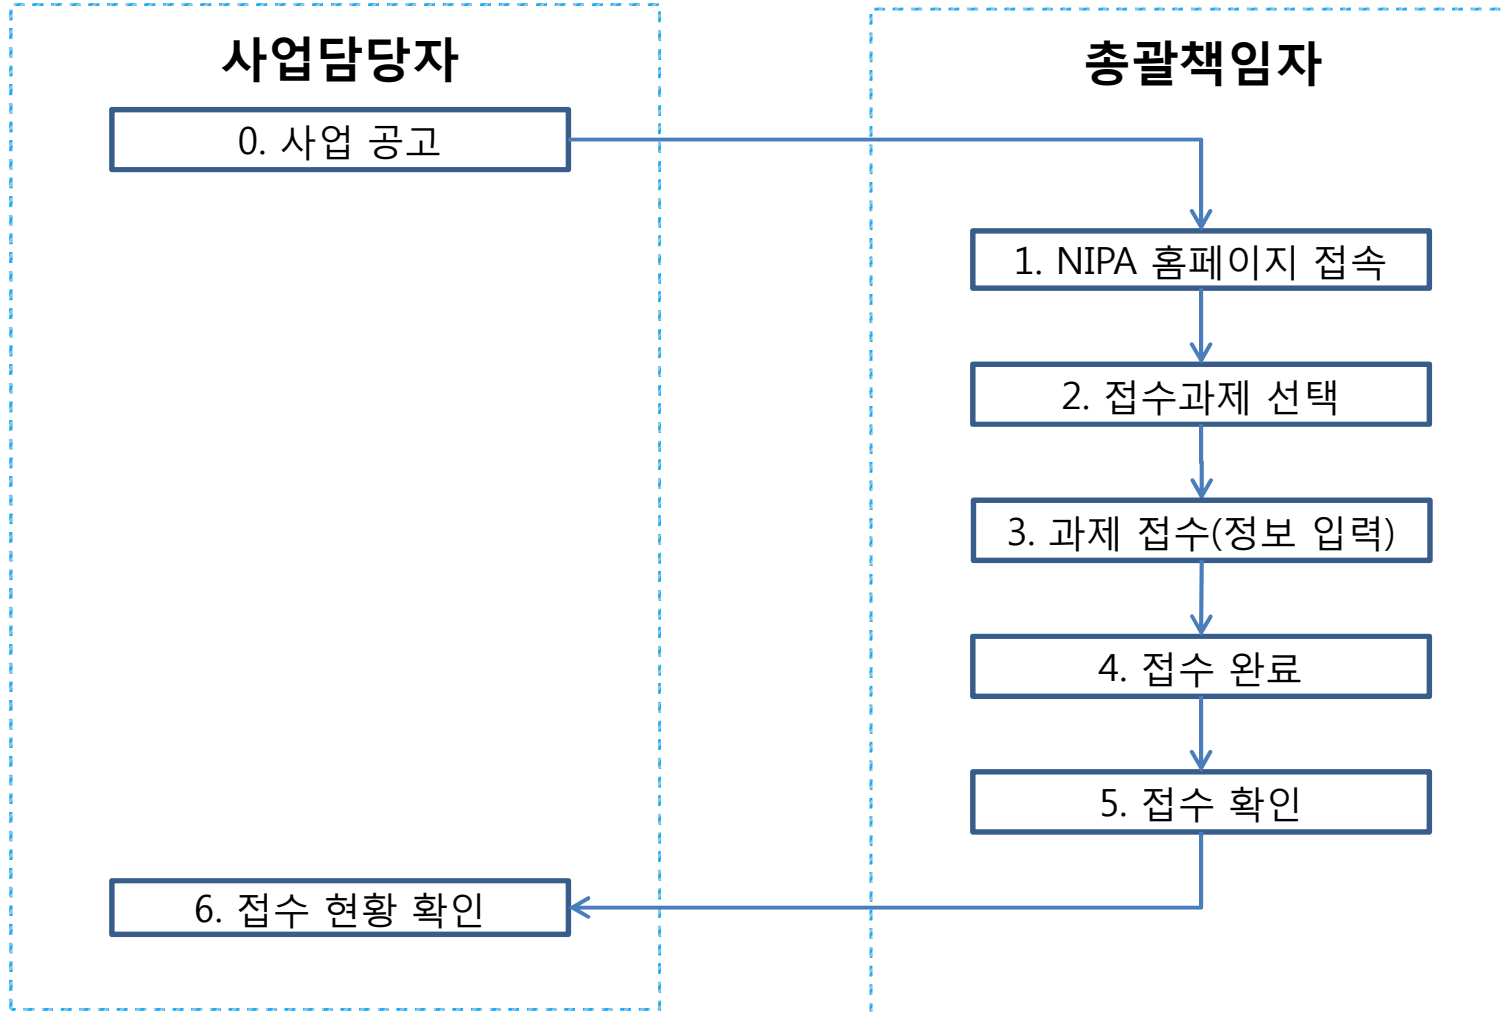 사업담당자
총괄책임자
0. 사업 공고
1. NIPA 홈페이지 접속
2. 접수과제 선택
3. 과제 접수(정보 입력)
4. 접수 완료
5. 접수 확인
6. 접수 현황 확인